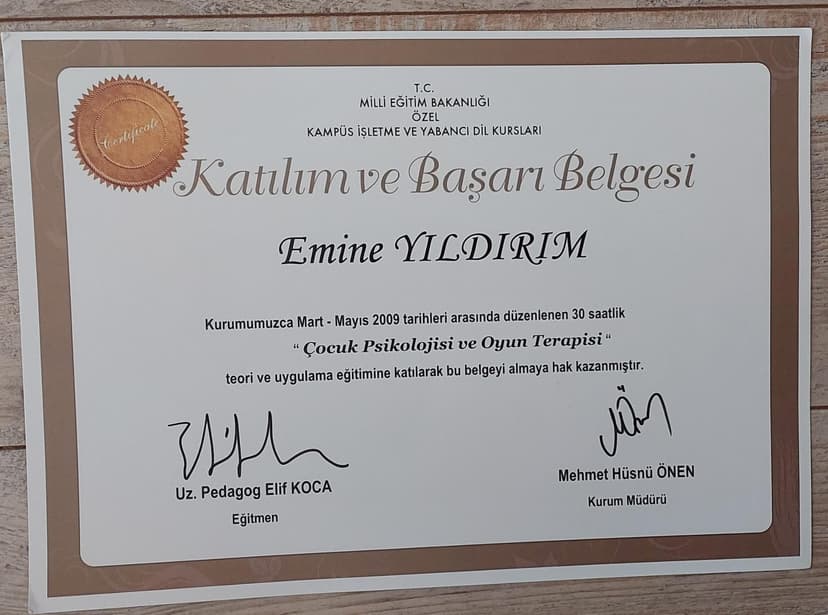 Certificate
T.C.
MİLLİ EĞİTİM BAKANLIĞI
ÖZEL
KAMPÜS İŞLETME VE YABANCI DİL KURSLARI
Katılım ve Başarı Belgesi
Emine YILDIRIM
Kurumumuzca Mart - Mayıs 2009 tarihleri arasında düzenlenen 30 saatlik
“ Çocuk Psikolojisi ve Oyun Terapisi “
teori ve uygulama eğitimine katılarak bu belgeyi almaya hak kazanmıştır.
Uz. Pedagog Elif KOCA
Eğitmen
Mehmet Hüsnü ÖNEN
Kurum Müdürü